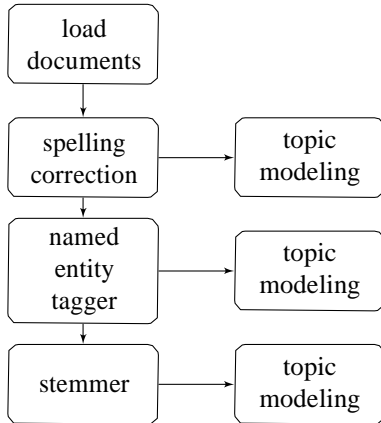 load
documents
spelling
correction
topic
modeling
named
entity
tagger
topic
modeling
stemmer
topic
modeling